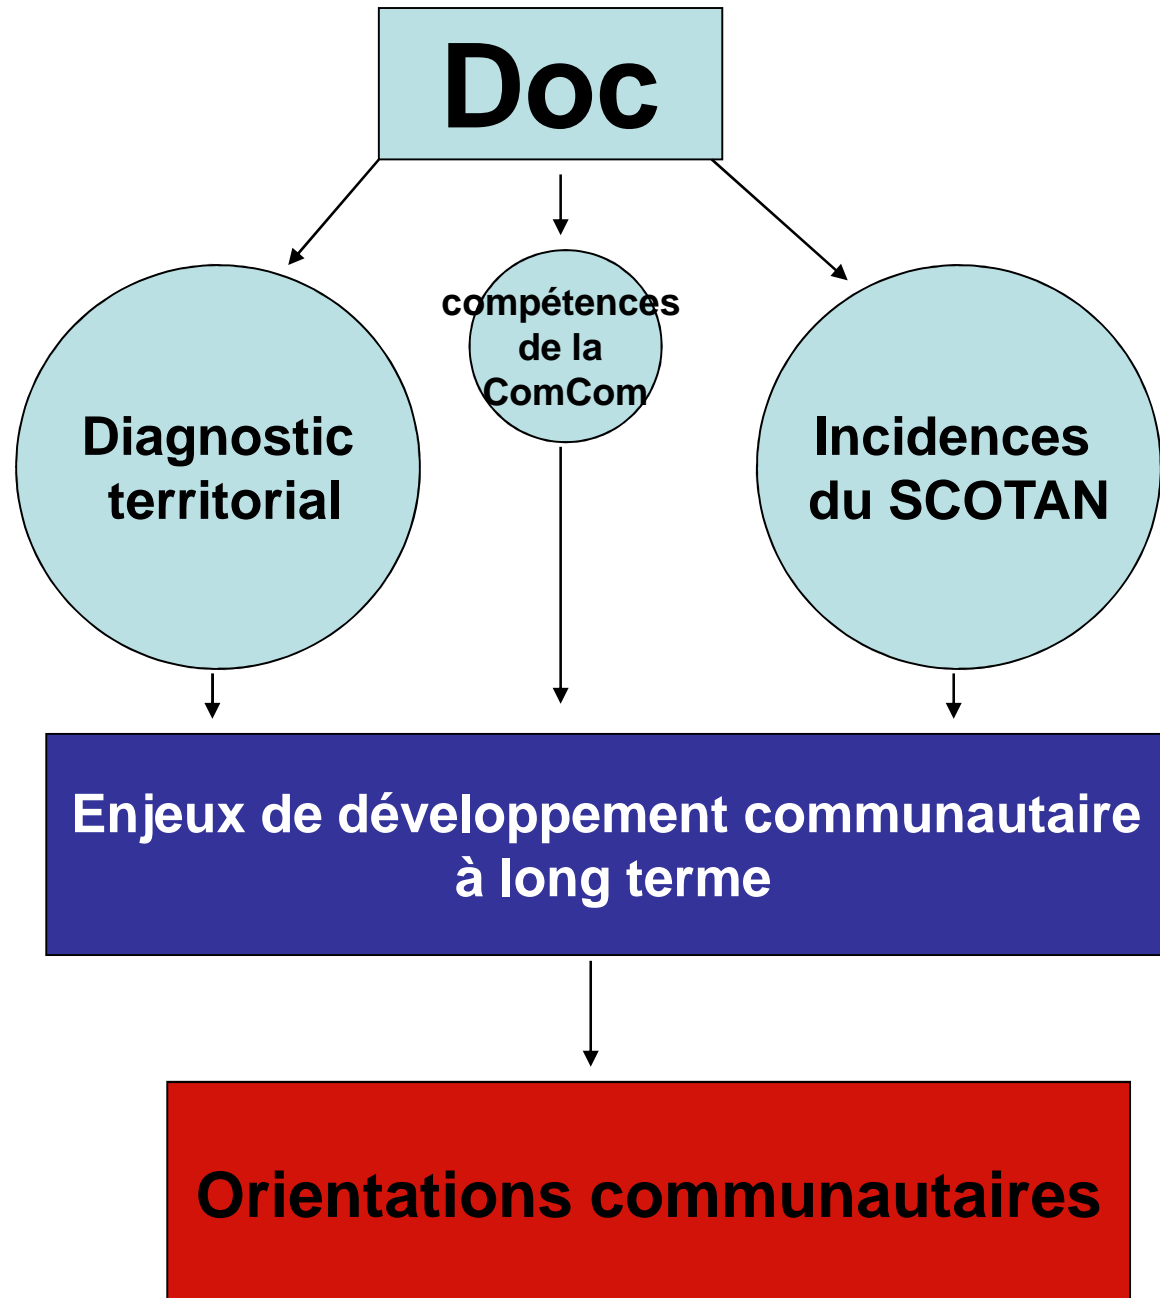 Doc
compétences
de la
ComCom
Diagnostic
territorial
Incidences
du SCOTAN
Enjeux de développement communautaire
à long terme
Orientations communautaires